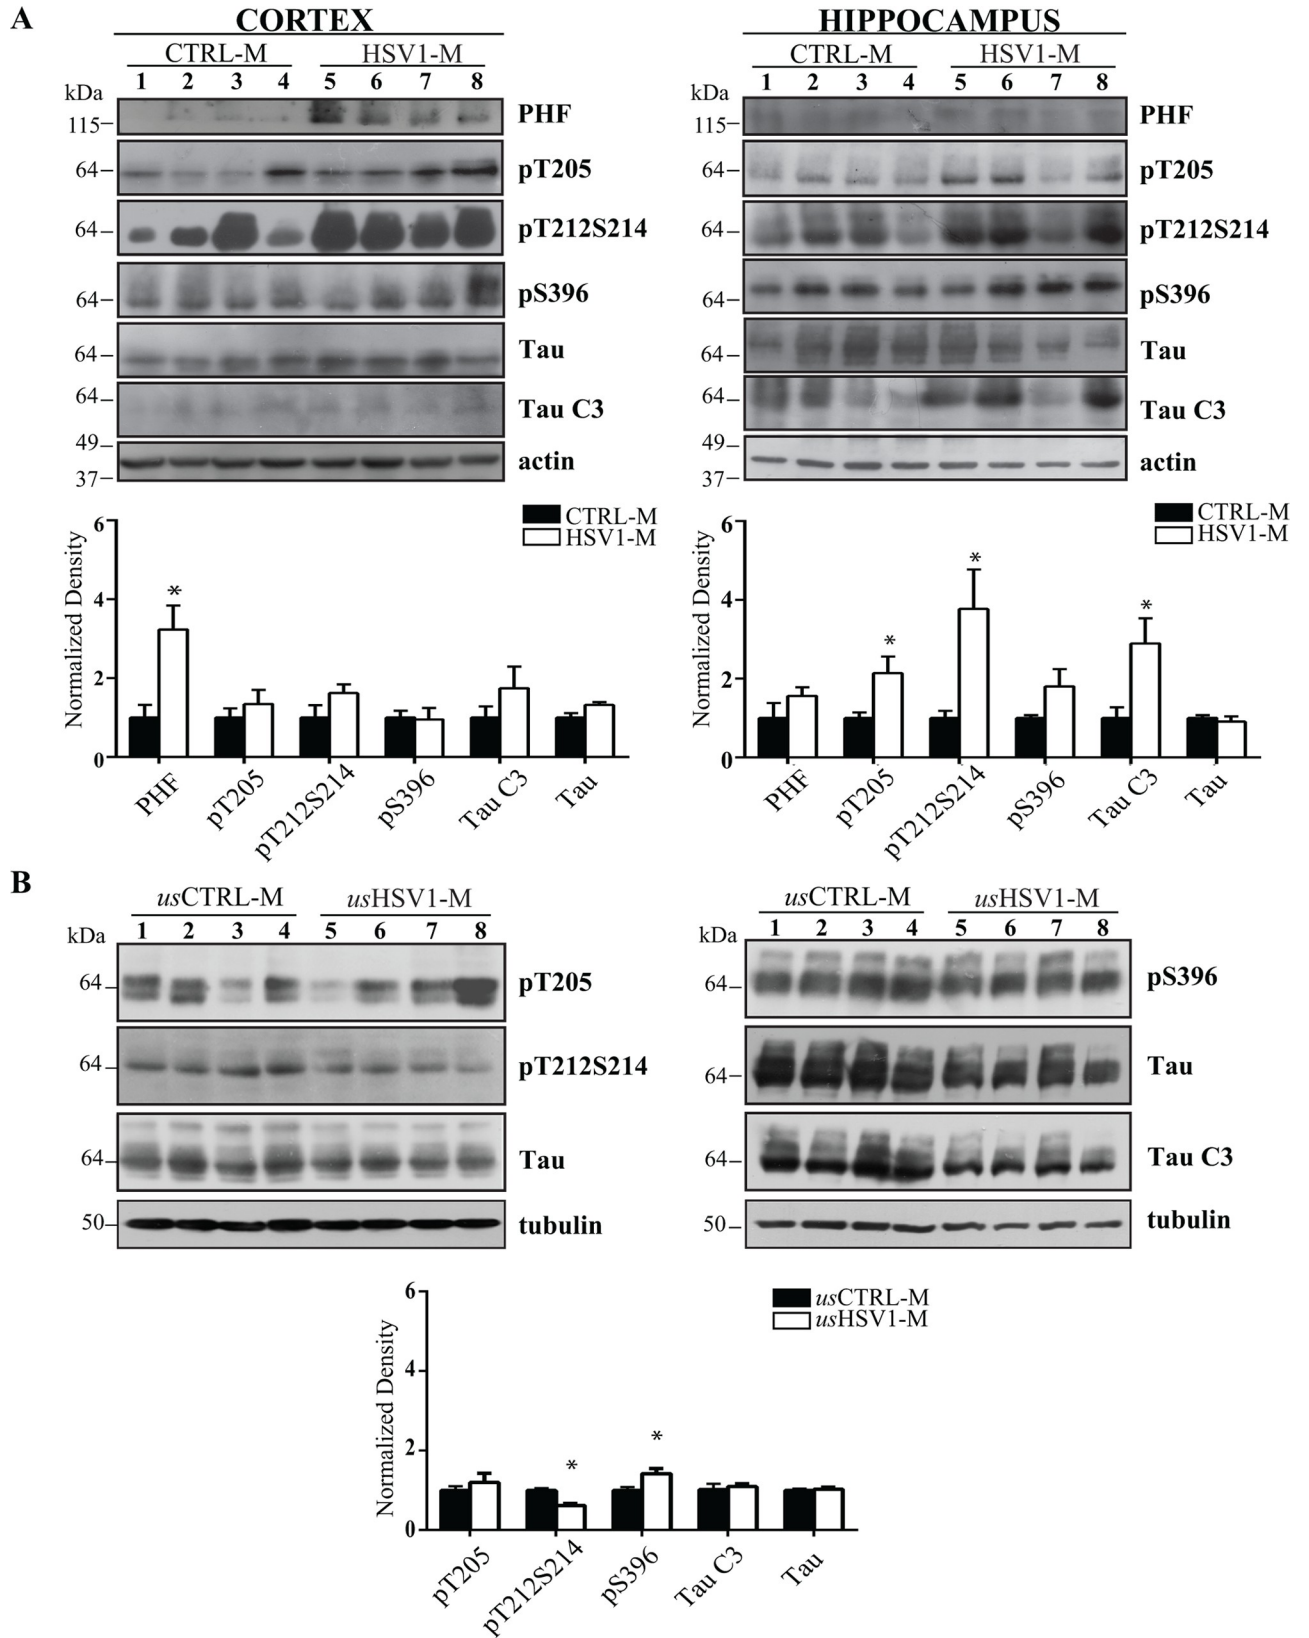 A
CORTEX
CTRL-M HSV1-M
1 2 3 4 5 6 7 8
kDa
115 PHF
64 pT205
64 pT212S214
64 pS396
64 Tau
64 Tau C3
49
37 actin
HIPPOCAMPUS
CTRL-M HSV1-M
1 2 3 4 5 6 7 8
kDa
115 PHF
64 pT205
64 pT212S214
64 pS396
64 Tau
64 Tau C3
49
37 actin
CTRL-M
HSV1-M
Normalized Density
6
4
2
0
*
PHF pT205 pT212S214 pS396 Tau C3 Tau
CTRL-M
HSV1-M
Normalized Density
6
4
2
0
* * *
PHF pT205 pT212S214 pS396 Tau C3 Tau
B
usCTRL-M usHSV1-M
1 2 3 4 5 6 7 8
kDa
64 pT205
64 pT212S214
64 Tau
50 tubulin
usCTRL-M usHSV1-M
1 2 3 4 5 6 7 8
kDa
64 pS396
64 Tau
64 Tau C3
50 tubulin
usCTRL-M
usHSV1-M
Normalized Density
6
4
2
0
* *
pT205 pT212S214 pS396 Tau C3 Tau